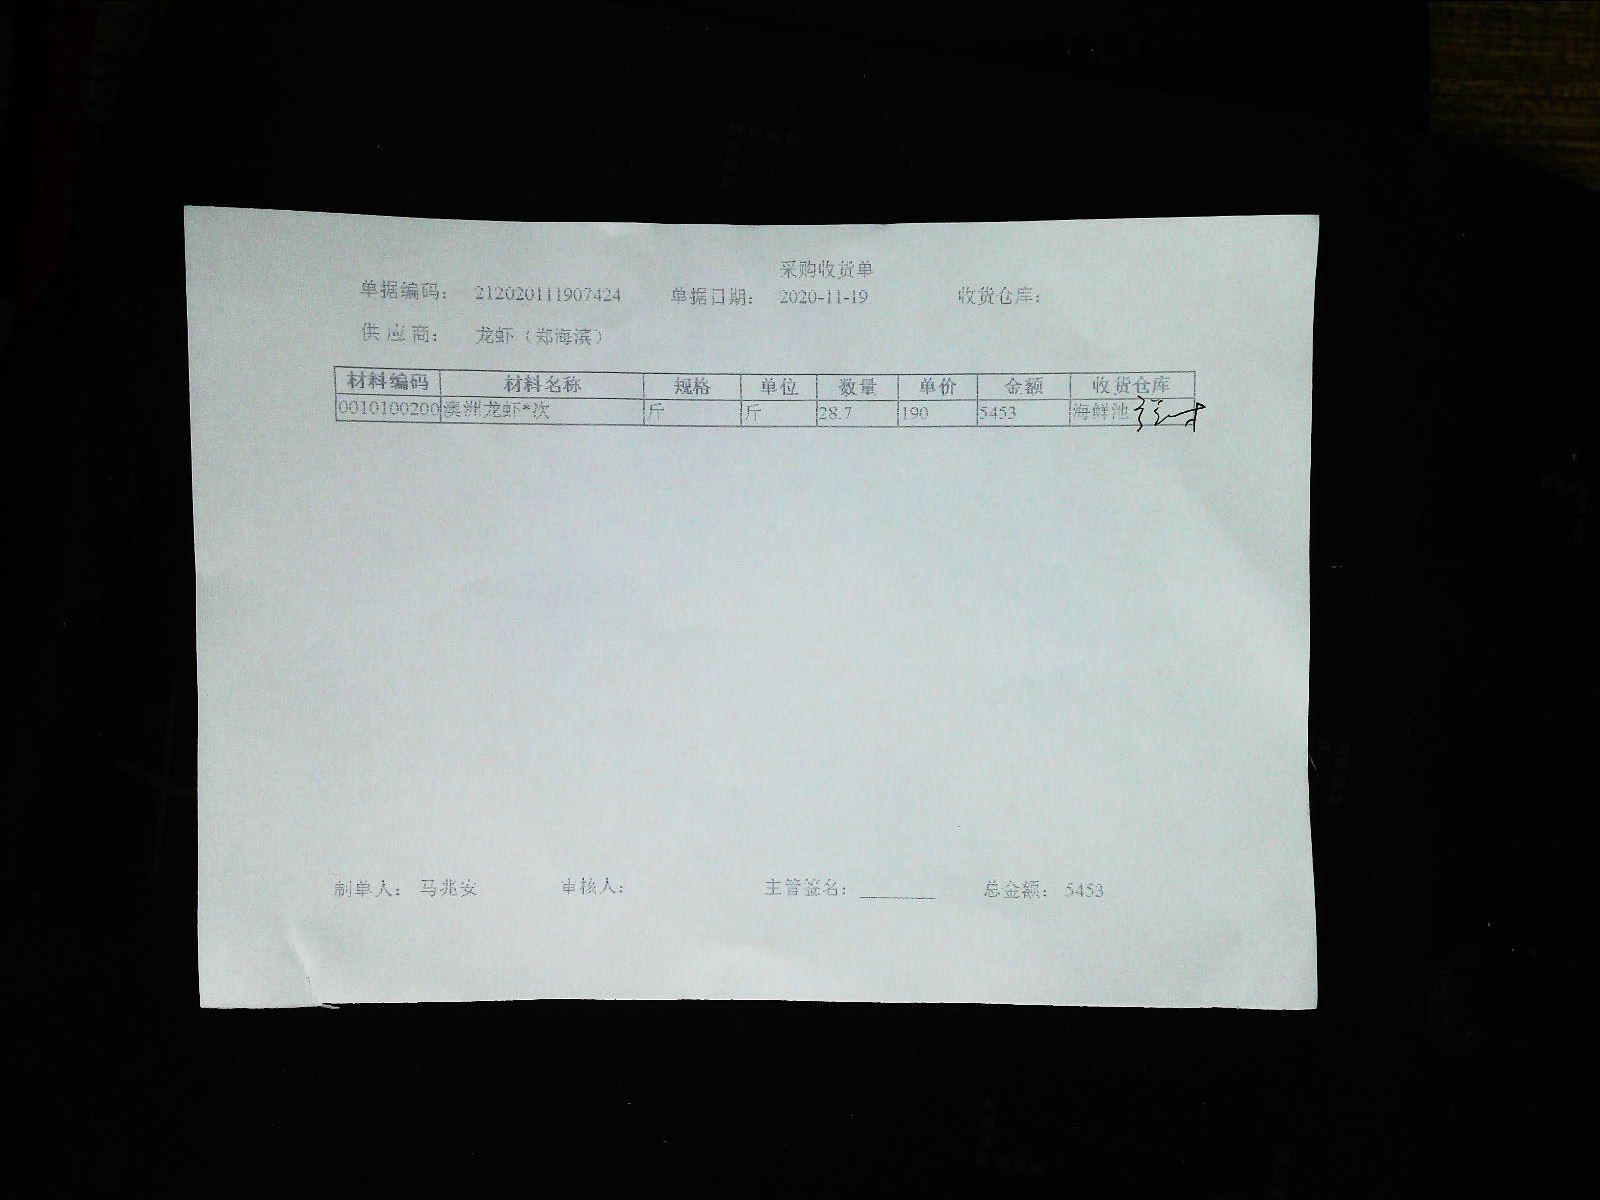 采购收货单
单据编码： 212020111907424 单据日期： 2020-11-19 收货仓库：
供应商： 龙虾（郑海滨）
材料编码 材料名称 规格 单位 数量 单价 金额 收货仓库
0010100200 澳洲龙虾*次 斤 斤 28.7 190 5453 海鲜池
制单人： 马兆安 审核人： 主管签名： 总金额： 5453